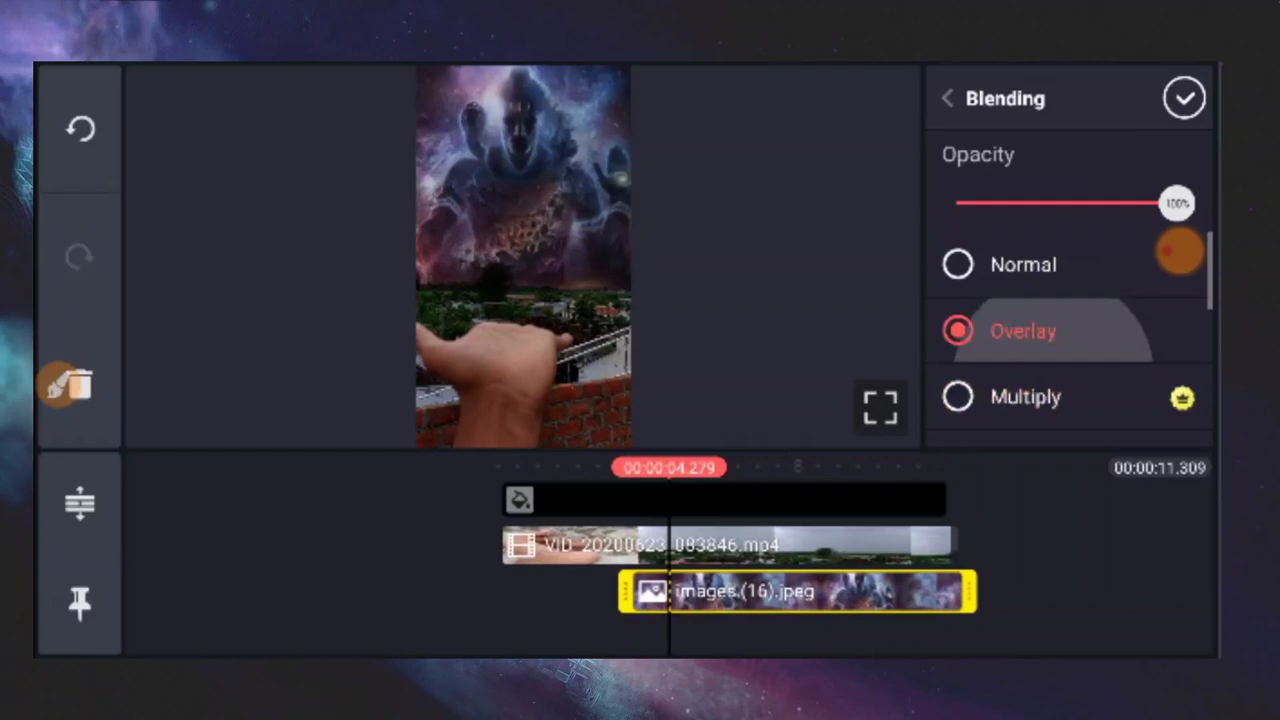 Blending
Opacity
100%
Normal
Overlay
Multiply
00:00:04.279
8
00:00:11.309
VID_20200623_083846.mp4
images.(16).jpeg